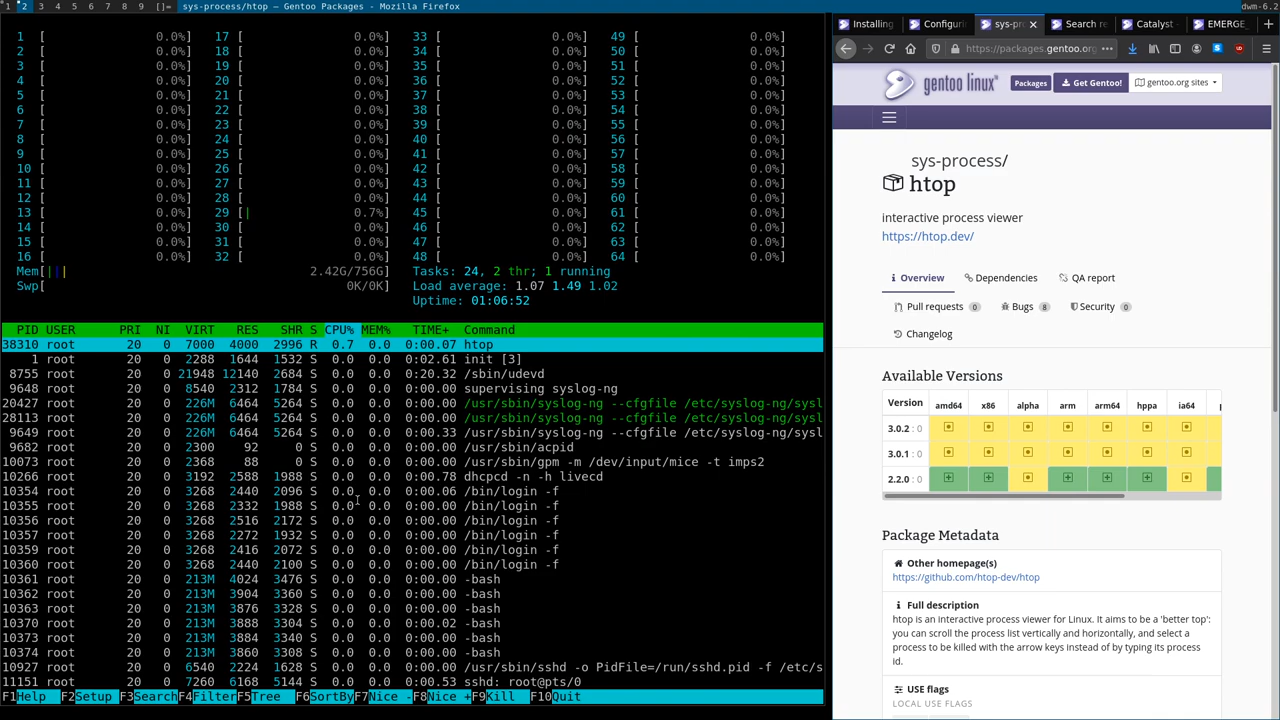 1 2 3 4 5 6 7 8 9 []= sys-process/htop — Gentoo Packages - Mozilla Firefox dwm-6.2
1 [ 0.0%] 17 [ 0.0%] 33 [ 0.0%] 49 [ 0.0%]
2 [ 0.0%] 18 [ 0.0%] 34 [ 0.0%] 50 [ 0.0%]
3 [ 0.0%] 19 [ 0.0%] 35 [ 0.0%] 51 [ 0.0%]
4 [ 0.0%] 20 [ 0.0%] 36 [ 0.0%] 52 [ 0.0%]
5 [ 0.0%] 21 [ 0.0%] 37 [ 0.0%] 53 [ 0.0%]
6 [ 0.0%] 22 [ 0.0%] 38 [ 0.0%] 54 [ 0.0%]
7 [ 0.0%] 23 [ 0.0%] 39 [ 0.0%] 55 [ 0.0%]
8 [ 0.0%] 24 [ 0.0%] 40 [ 0.0%] 56 [ 0.0%]
9 [ 0.0%] 25 [ 0.0%] 41 [ 0.0%] 57 [ 0.0%]
10 [ 0.0%] 26 [ 0.0%] 42 [ 0.0%] 58 [ 0.0%]
11 [ 0.0%] 27 [ 0.0%] 43 [ 0.0%] 59 [ 0.0%]
12 [ 0.0%] 28 [ 0.0%] 44 [ 0.0%] 60 [ 0.0%]
13 [ 0.0%] 29 [| 0.7%] 45 [ 0.0%] 61 [ 0.0%]
14 [ 0.0%] 30 [ 0.0%] 46 [ 0.0%] 62 [ 0.0%]
15 [ 0.0%] 31 [ 0.0%] 47 [ 0.0%] 63 [ 0.0%]
16 [ 0.0%] 32 [ 0.0%] 48 [ 0.0%] 64 [ 0.0%]
Mem[||| 2.42G/756G] Tasks: 24, 2 thr; 1 running
Swp[ 0K/0K] Load average: 1.07 1.49 1.02
Uptime: 01:06:52
PID USER PRI NI VIRT RES SHR S CPU% MEM% TIME+ Command
38310 root 20 0 7000 4000 2996 R 0.7 0.0 0:00.07 htop
1 root 20 0 2288 1644 1532 S 0.0 0.0 0:02.61 init [3]
8755 root 20 0 21948 12140 2684 S 0.0 0.0 0:20.32 /sbin/udevd
9648 root 20 0 8540 2312 1784 S 0.0 0.0 0:00.00 supervising syslog-ng
20427 root 20 0 226M 6464 5264 S 0.0 0.0 0:00.00 /usr/sbin/syslog-ng --cfgfile /etc/syslog-ng/sysl
28113 root 20 0 226M 6464 5264 S 0.0 0.0 0:00.00 /usr/sbin/syslog-ng --cfgfile /etc/syslog-ng/sysl
9649 root 20 0 226M 6464 5264 S 0.0 0.0 0:00.33 /usr/sbin/syslog-ng --cfgfile /etc/syslog-ng/sysl
9682 root 20 0 2300 92 0 S 0.0 0.0 0:00.00 /usr/sbin/acpid
10073 root 20 0 2368 88 0 S 0.0 0.0 0:00.00 /usr/sbin/gpm -m /dev/input/mice -t imps2
10266 root 20 0 3192 2588 1988 S 0.0 0.0 0:00.78 dhcpcd -n -h livecd
10354 root 20 0 3268 2440 2096 S 0.0 0.0 0:00.06 /bin/login -f
10355 root 20 0 3268 2332 1988 S 0.0 0.0 0:00.00 /bin/login -f
10356 root 20 0 3268 2516 2172 S 0.0 0.0 0:00.00 /bin/login -f
10357 root 20 0 3268 2272 1932 S 0.0 0.0 0:00.00 /bin/login -f
10359 root 20 0 3268 2416 2072 S 0.0 0.0 0:00.00 /bin/login -f
10360 root 20 0 3268 2440 2100 S 0.0 0.0 0:00.00 /bin/login -f
10361 root 20 0 213M 4024 3476 S 0.0 0.0 0:00.00 -bash
10362 root 20 0 213M 3904 3360 S 0.0 0.0 0:00.00 -bash
10363 root 20 0 213M 3876 3328 S 0.0 0.0 0:00.00 -bash
10370 root 20 0 213M 3888 3304 S 0.0 0.0 0:00.02 -bash
10373 root 20 0 213M 3884 3340 S 0.0 0.0 0:00.00 -bash
10374 root 20 0 213M 3860 3308 S 0.0 0.0 0:00.00 -bash
10927 root 20 0 6540 2224 1628 S 0.0 0.0 0:00.00 /usr/sbin/sshd -o PidFile=/run/sshd.pid -f /etc/s
11151 root 20 0 7260 6168 5144 S 0.0 0.0 0:00.53 sshd: root@pts/0
F1Help F2Setup F3SearchF4FilterF5Tree F6SortByF7Nice -F8Nice +F9Kill F10Quit
Installing Configuri sys-pro Search re Catalyst EMERGE
https://packages.gentoo.org
gentoo linux Packages Get Gentoo! gentoo.org sites
sys-process/
htop
interactive process viewer
https://htop.dev/
Overview Dependencies QA report
Pull requests 0 Bugs 8 Security 0
Changelog
Available Versions
Version amd64 x86 alpha arm arm64 hppa ia64
3.0.2 : 0
3.0.1 : 0
2.2.0 : 0
Package Metadata
Other homepage(s)
https://github.com/htop-dev/htop
Full description
htop is an interactive process viewer for Linux. It aims to be a 'better top':
you can scroll the process list vertically and horizontally, and select a
process to be killed with the arrow keys instead of by typing its process
id.
USE flags
LOCAL USE FLAGS